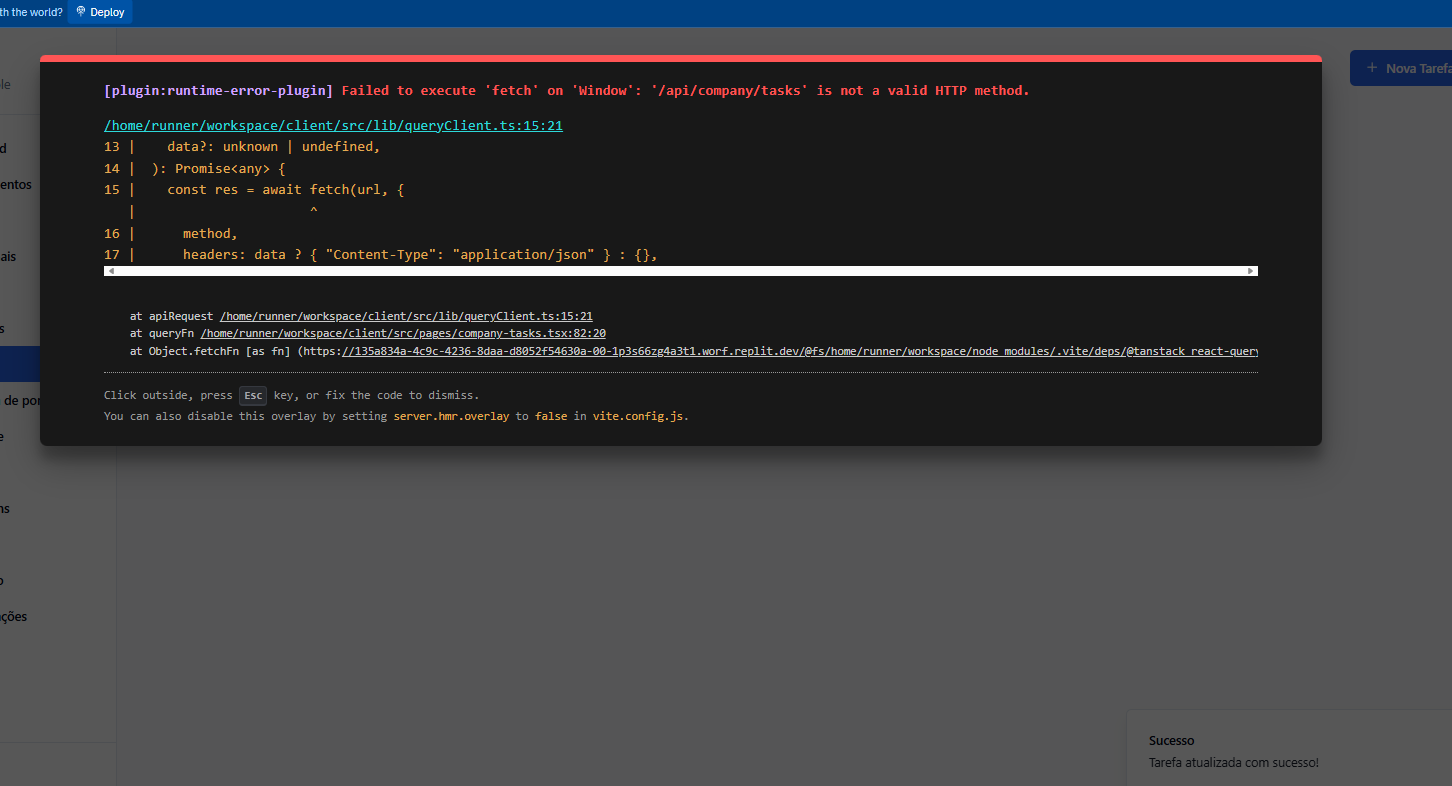 th the world? Deploy
le
+ Nova Tarefa
[plugin:runtime-error-plugin] Failed to execute 'fetch' on 'Window': '/api/company/tasks' is not a valid HTTP method.
/home/runner/workspace/client/src/lib/queryClient.ts:15:21
13 | data?: unknown | undefined,
14 | ): Promise<any> {
15 | const res = await fetch(url, {
| ^
16 | method,
17 | headers: data ? { "Content-Type": "application/json" } : {},
at apiRequest /home/runner/workspace/client/src/lib/queryClient.ts:15:21
at queryFn /home/runner/workspace/client/src/pages/company-tasks.tsx:82:20
at Object.fetchFn [as fn] (https://135a834a-4c9c-4236-8daa-d8052f54630a-00-1p3s66zg4a3t1.worf.replit.dev/@fs/home/runner/workspace/node_modules/.vite/deps/@tanstack_react-query
Click outside, press Esc key, or fix the code to dismiss.
You can also disable this overlay by setting server.hmr.overlay to false in vite.config.js.
d
entos
ais
s
de por
e
ns
o
ções
Sucesso
Tarefa atualizada com sucesso!